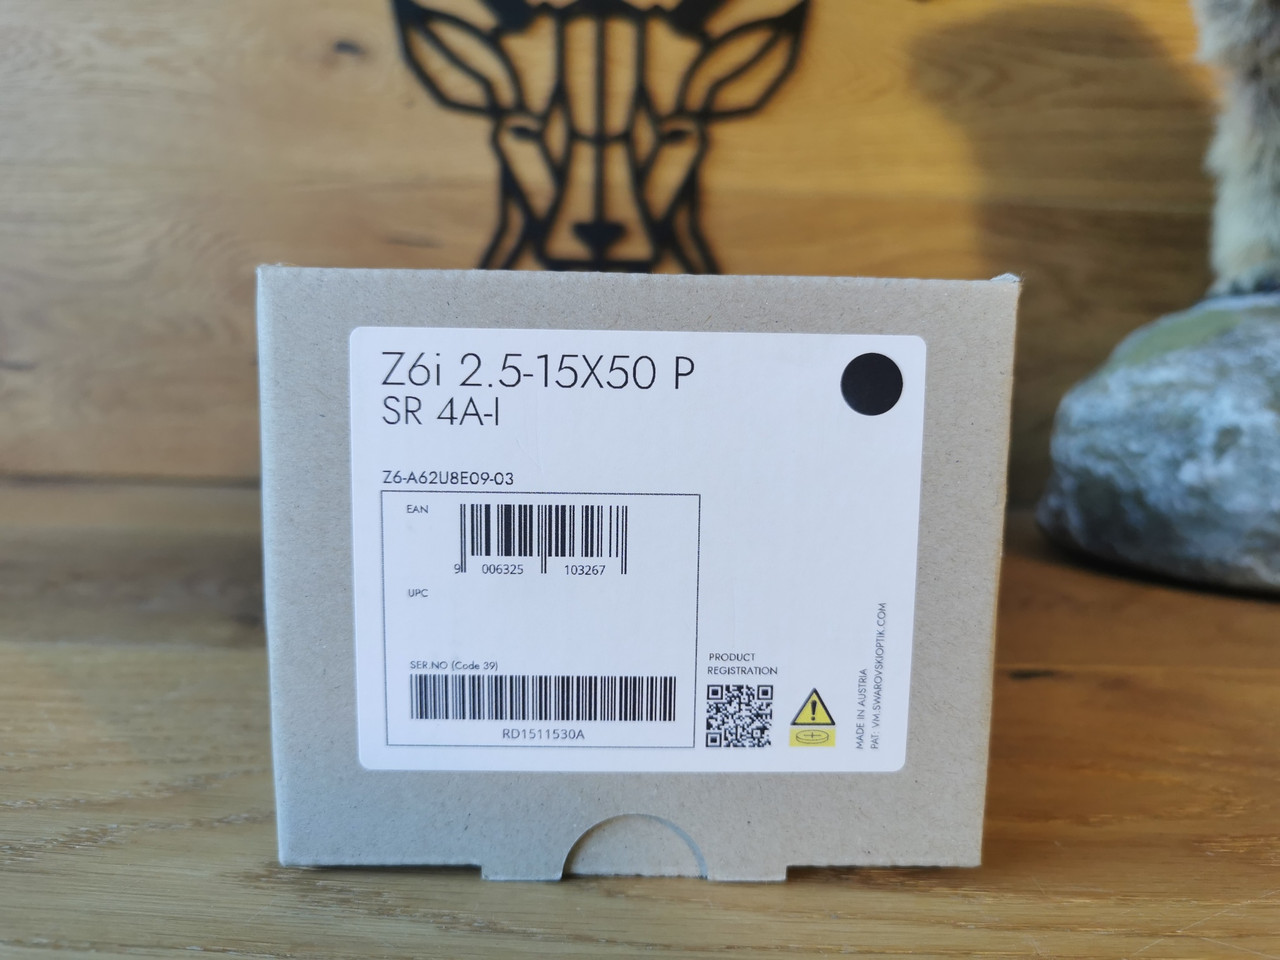 Z6i 2.5-15X50 P
SR 4A-I
Z6-A62U8E09-03
EAN
9 006325 103267
UPC
SER.NO (Code 39)
RD1511530A
PRODUCT
REGISTRATION
MADE IN AUSTRIA
PAT: VM.SWAROVSKIOPTIK.COM